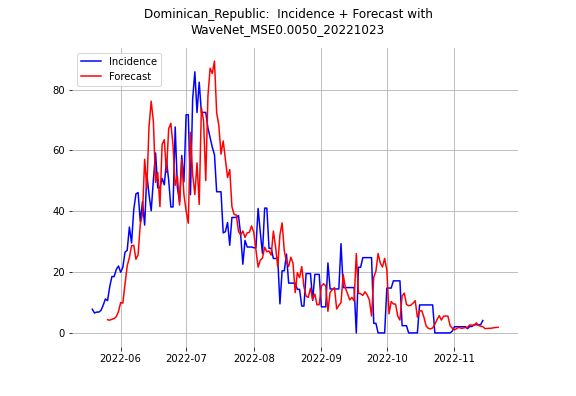 Dominican_Republic:  Incidence + Forecast with
WaveNet_MSE0.0050_20221023
Incidence
Forecast
80
60
40
20
0
2022-06 2022-07 2022-08 2022-09 2022-10 2022-11